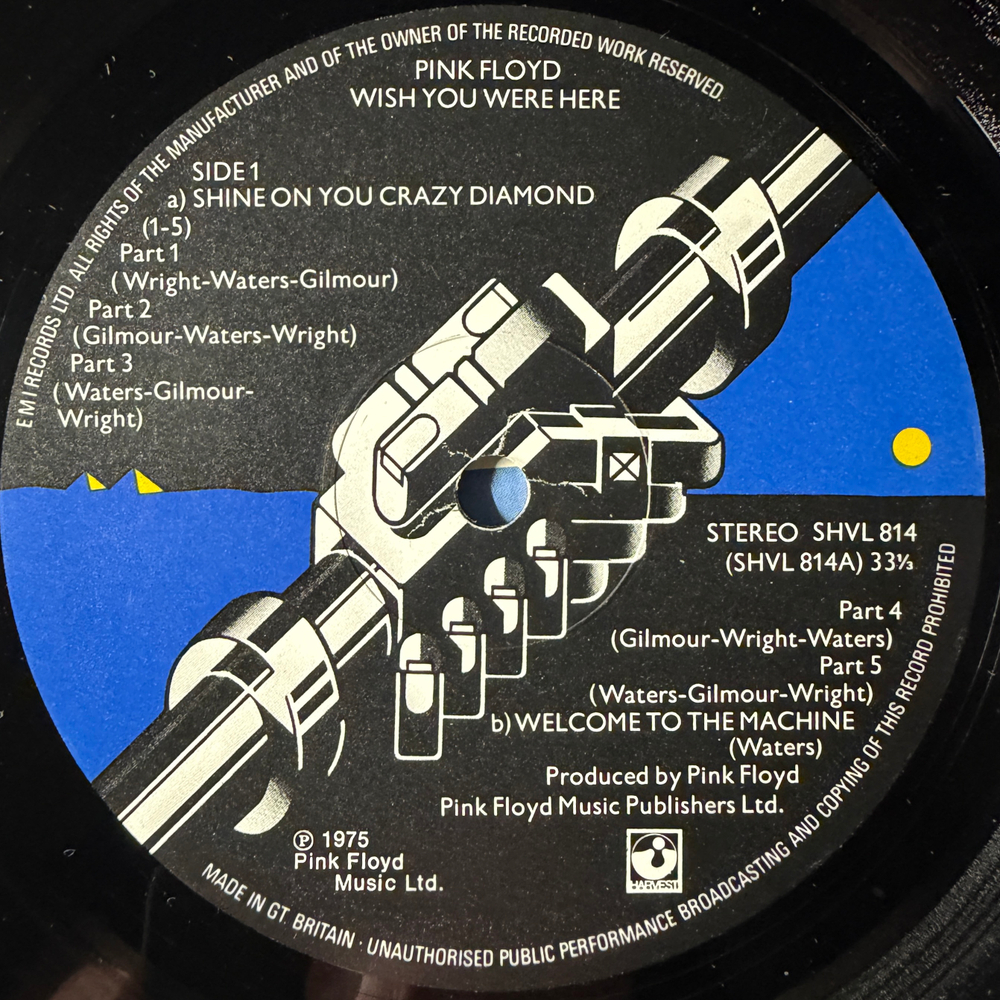 E M I RECORDS LTD. ALL RIGHTS OF THE MANUFACTURER AND OF THE OWNER OF THE RECORDED WORK RESERVED.
PINK FLOYD
WISH YOU WERE HERE
SIDE 1
a) SHINE ON YOU CRAZY DIAMOND
(1-5)
Part 1
(Wright-Waters-Gilmour)
Part 2
(Gilmour-Waters-Wright)
Part 3
(Waters-Gilmour-
Wright)
STEREO SHVL 814
(SHVL 814A) 33⅓
Part 4
(Gilmour-Wright-Waters)
Part 5
(Waters-Gilmour-Wright)
b) WELCOME TO THE MACHINE
(Waters)
Produced by Pink Floyd
Pink Floyd Music Publishers Ltd.
℗ 1975
Pink Floyd
Music Ltd.
HARVEST
MADE IN GT. BRITAIN · UNAUTHORISED PUBLIC PERFORMANCE BROADCASTING AND COPYING OF THIS RECORD PROHIBITED